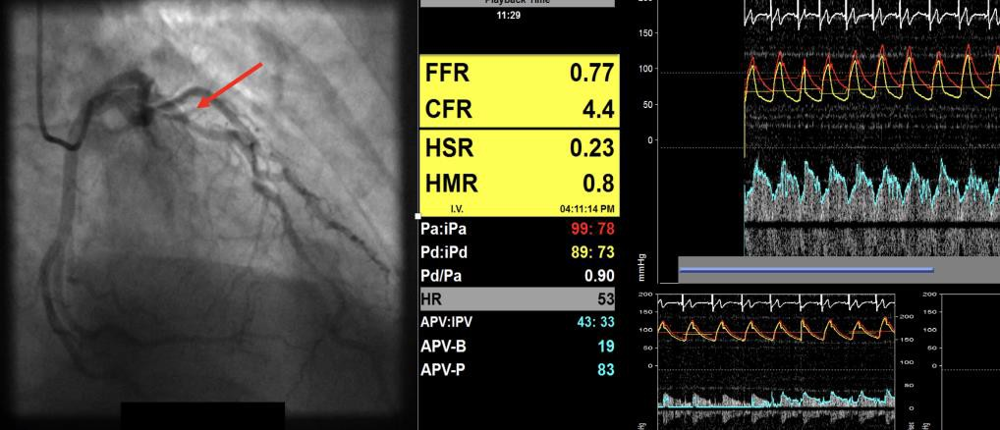 Playback Time
11:29
FFR 0.77
CFR 4.4
HSR 0.23
HMR 0.8
I.V. 04:11:14 PM
Pa:iPa 99: 78
Pd:iPd 89: 73
Pd/Pa 0.90
HR 53
APV:IPV 43: 33
APV-B 19
APV-P 83
200
150
100
50
0
mmHg
200
150
100
50
0
200
150
100
50
0
200
150
100
50
0